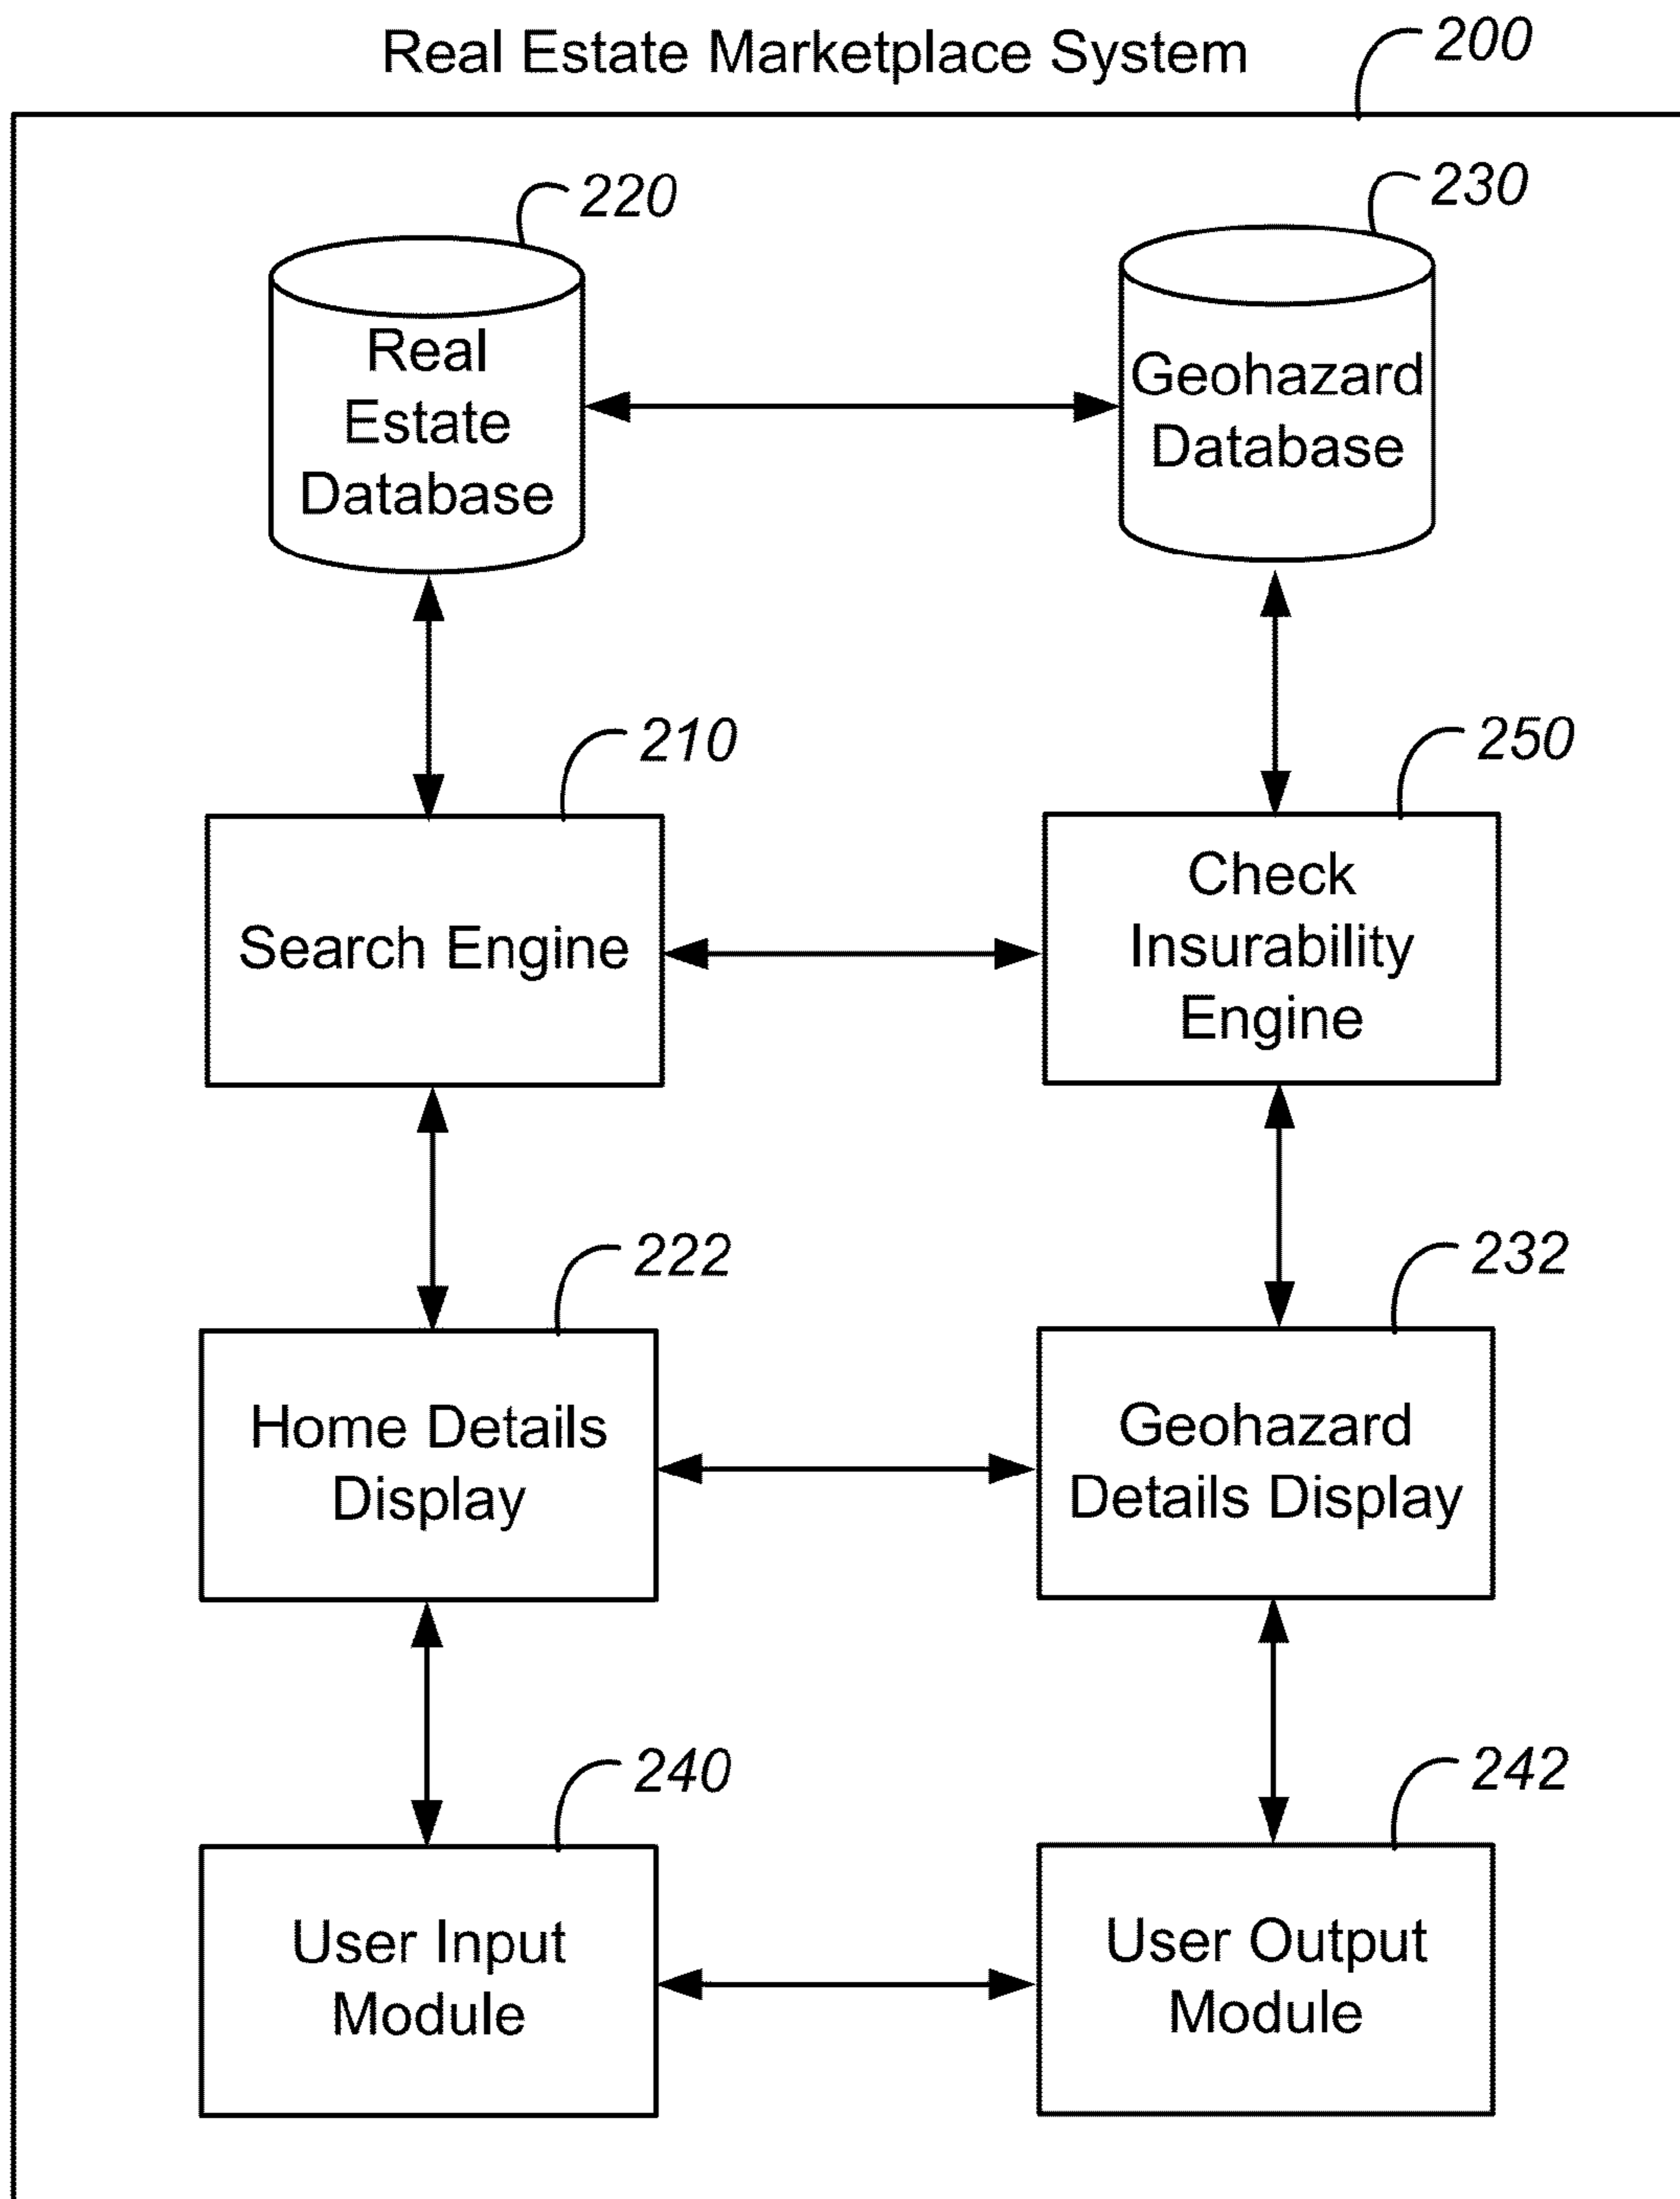 Real Estate Marketplace System
200
220
230
Real
Estate
Database
Geohazard
Database
210
250
Search Engine
Check
Insurability
Engine
222
232
Home Details
Display
Geohazard
Details Display
240
242
User Input
Module
User Output
Module